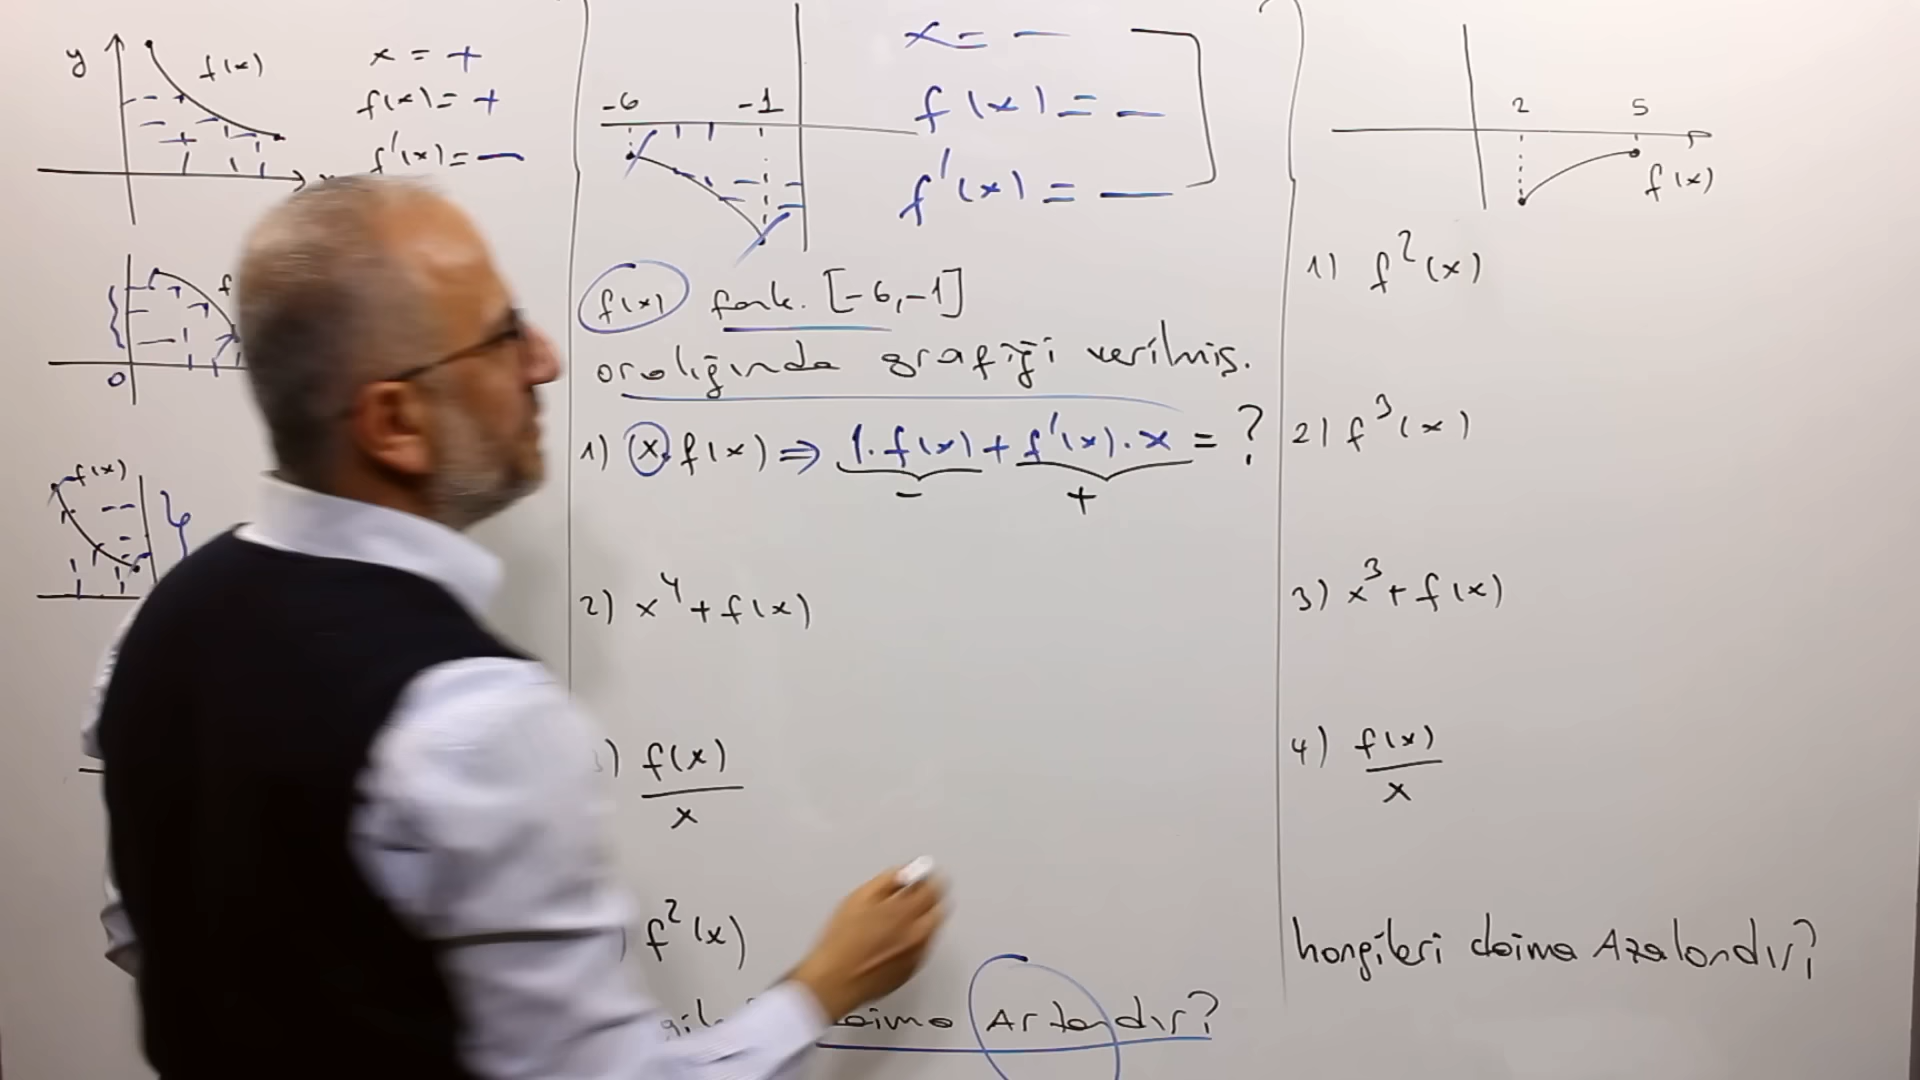 y
f(x)
x = +
f(x) = +
f'(x) = —
f
0
f(x)
-6 -1
x = —
f(x) = —
f'(x) = —
f(x) fonk. [-6,-1]
aralığında grafiği verilmiş.
1) x.f(x) ⇒ 1.f(x) + f'(x).x = ?
- +
2) x⁴ + f(x)
) f(x)
x
) f²(x)
Artandır?
2 5
f(x)
1) f²(x)
2) f³(x)
3) x³ + f(x)
4) f(x)
x
hangileri daima Azalandır?